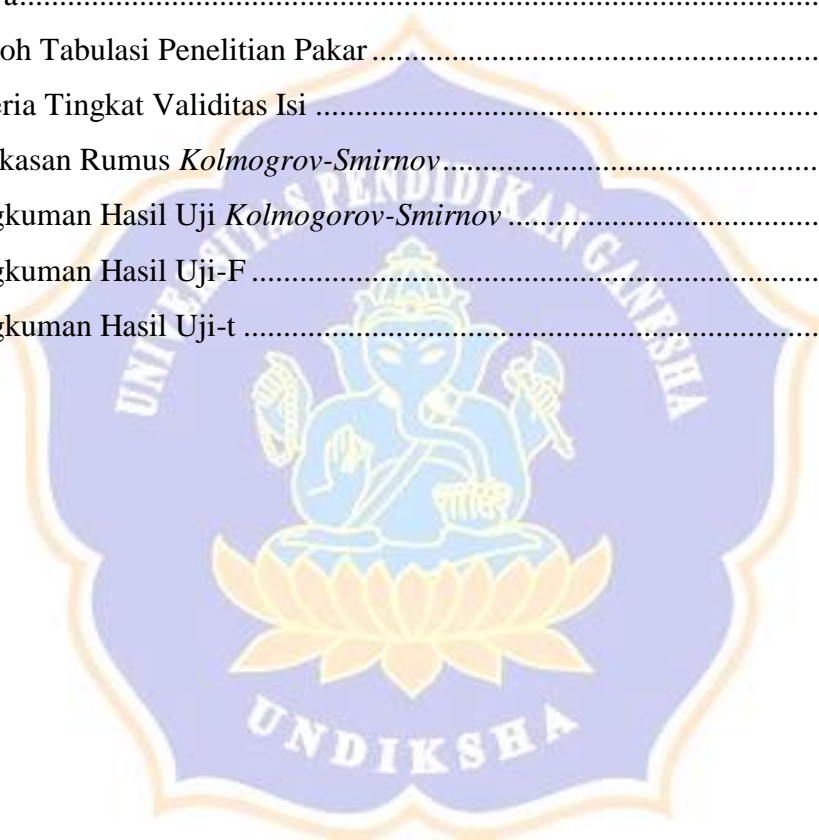 oh Tabulasi Penelitian Pakar ........................................................
eria Tingkat Validitas Isi ...............................................................
kasan Rumus Kolmogrov-Smirnov ...............................................
gkuman Hasil Uji Kolmogorov-Smirnov .......................................
gkuman Hasil Uji-F .......................................................................
gkuman Hasil Uji-t ........................................................................
UNIVERSITAS PENDIDIKAN GANESHA
UNDIKSHA